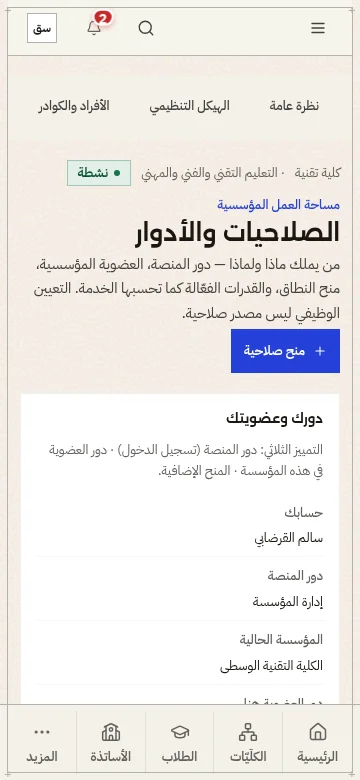 سق
2
نظرة عامة
الهيكل التنظيمي
الأفراد والكوادر
كلية تقنية · التعليم التقني والفني والمهني
نشطة
مساحة العمل المؤسسية
الصلاحيات والأدوار
من يملك ماذا ولماذا — دور المنصة، العضوية المؤسسية،
منح النطاق، والقدرات الفعّالة كما تحسبها الخدمة. التعيين
الوظيفي ليس مصدر صلاحية.
+ منح صلاحية
دورك وعضويتك
التمييز الثلاثي: دور المنصة (تسجيل الدخول) · دور العضوية
في هذه المؤسسة · المنح الإضافية.
حسابك
سالم القرضابي
دور المنصة
إدارة المؤسسة
المؤسسة الحالية
الكلية التقنية الوسطى
الرئيسية
الكلّيّات
الطلاب
الأساتذة
المزيد